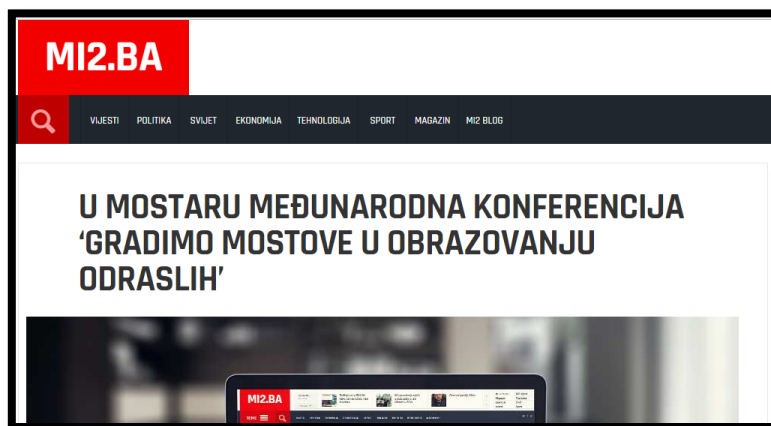 MI2.BA
VIJESTI POLITIKA SVIJET EKONOMIJA TEHNOLOGIJA SPORT MAGAZIN MI2 BLOG
U MOSTARU MEĐUNARODNA KONFERENCIJA
‘GRADIMO MOSTOVE U OBRAZOVANJU
ODRASLIH’
MI2.BA